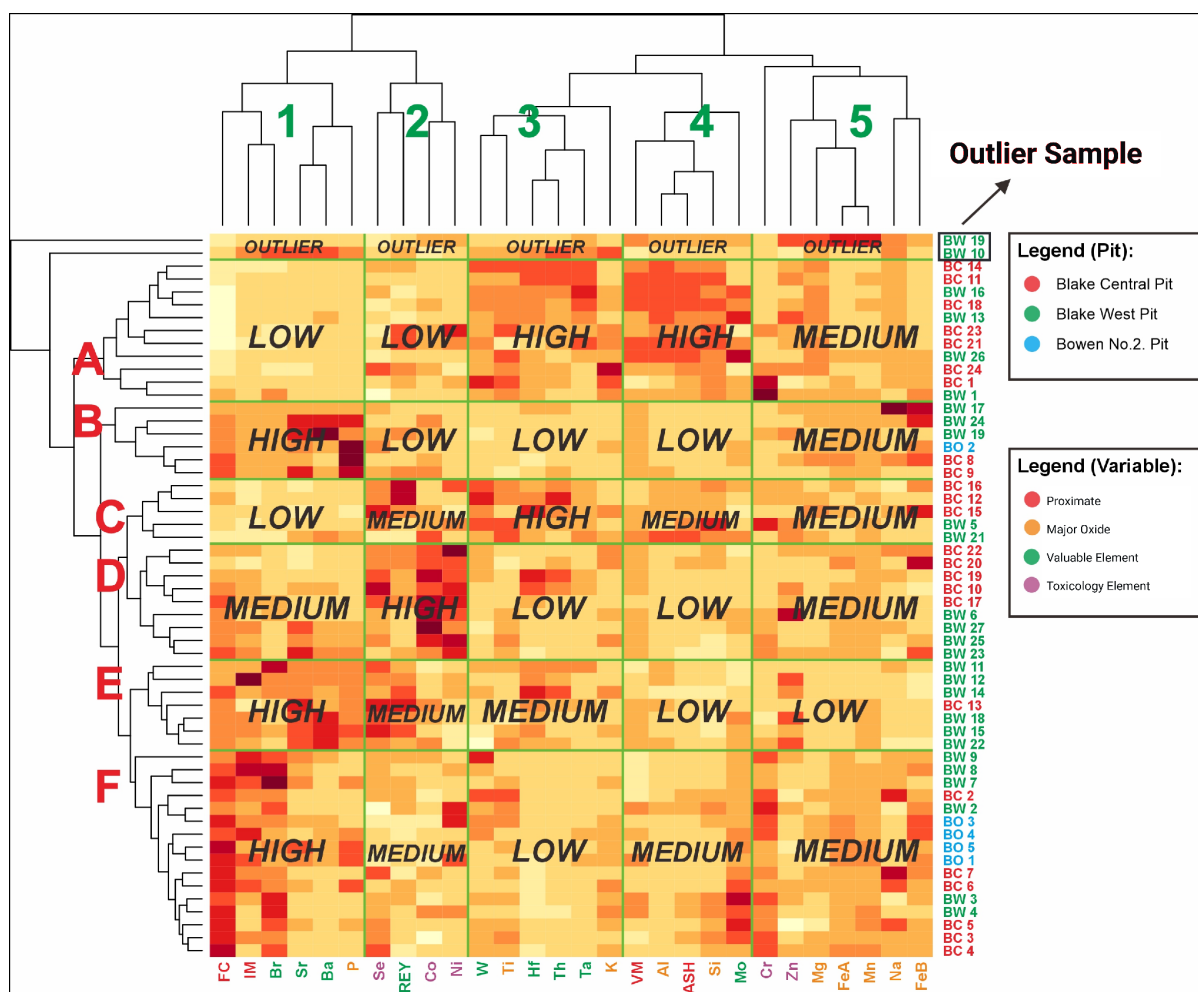 1 2 3 4 5
Outlier Sample
OUTLIER OUTLIER OUTLIER OUTLIER OUTLIER
BW 19
BW 10
BC 14
BC 11
BW 16
BC 18
BW 13
BC 23
BC 21
BW 26
BC 24
BC 1
BW 1
A
LOW LOW HIGH HIGH MEDIUM
BW 17
BW 24
BW 19
BO 2
BC 8
BC 9
B
HIGH LOW LOW LOW MEDIUM
BC 16
BC 12
BC 15
BW 5
BW 21
C
LOW MEDIUM HIGH MEDIUM MEDIUM
BC 22
BC 20
BC 19
BC 10
BC 17
BW 6
BW 27
BW 25
BW 23
D
MEDIUM HIGH LOW LOW MEDIUM
BW 11
BW 12
BW 14
BC 13
BW 18
BW 15
BW 22
E
HIGH MEDIUM MEDIUM LOW LOW
BW 9
BW 8
BW 7
BC 2
BW 2
BO 3
BO 4
BO 5
BO 1
BC 7
BC 6
BW 3
BW 4
BC 5
BC 3
BC 4
F
HIGH MEDIUM LOW MEDIUM MEDIUM
FC IM Br Sr Ba P Se REY Co Ni W Ti Hf Th Ta K VM Al ASH Si Mo Cr Zn Mg FeA Mn Na FeB
Legend (Pit):
Blake Central Pit
Blake West Pit
Bowen No.2. Pit
Legend (Variable):
Proximate
Major Oxide
Valuable Element
Toxicology Element